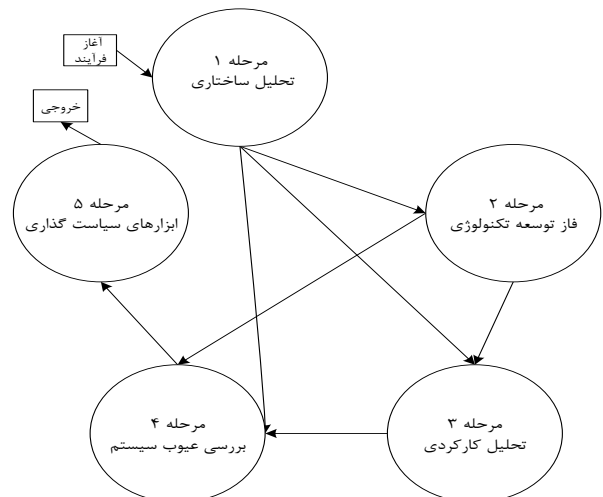 آغاز
فرآیند
مرحله ۱
تحلیل ساختاری
خروجی
مرحله ۵
ابزارهای سیاست گذاری
مرحله ۲
فاز توسعه تکنولوژی
مرحله ۴
بررسی عیوب سیستم
مرحله ۳
تحلیل کارکردی